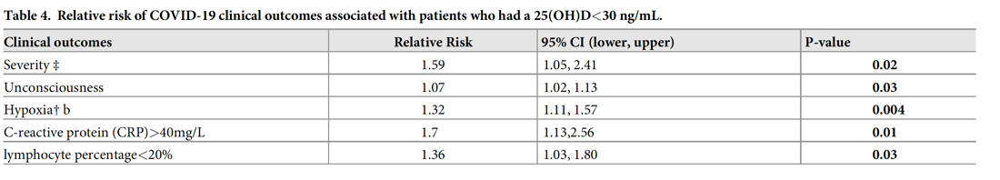 Table 4. Relative risk of COVID-19 clinical outcomes associated with patients who had a 25(OH)D<30 ng/mL.
Clinical outcomes Relative Risk 95% CI (lower, upper) P-value
Severity ‡ 1.59 1.05, 2.41 0.02
Unconsciousness 1.07 1.02, 1.13 0.03
Hypoxia† b 1.32 1.11, 1.57 0.004
C-reactive protein (CRP)>40mg/L 1.7 1.13,2.56 0.01
lymphocyte percentage<20% 1.36 1.03, 1.80 0.03